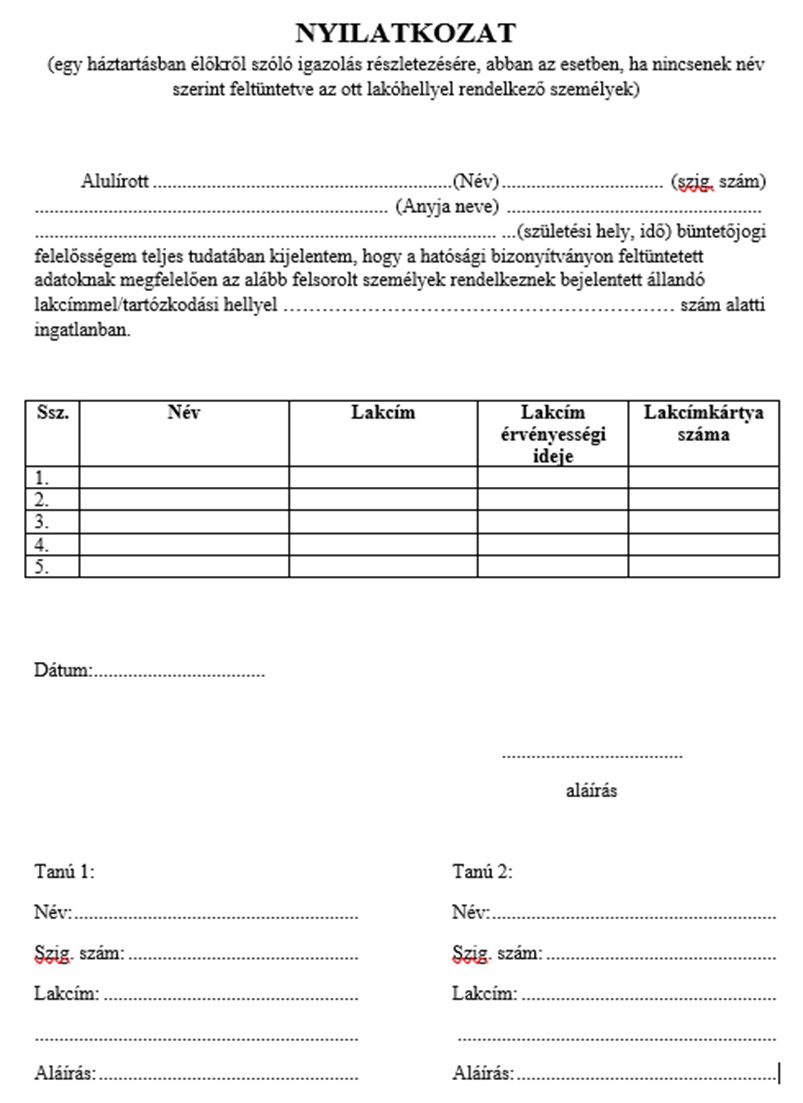 NYILATKOZAT
(egy háztartásban élőkről szóló igazolás részletezésére, abban az esetben, ha nincsenek név
szerint feltüntetve az ott lakóhellyel rendelkező személyek)
Alulírott ..............................................................(Név)................................. (szig. szám)
......................................................................... (Anyja neve) .....................................................
................................................................................................ ...(születési hely, idő) büntetőjogi
felelősségem teljes tudatában kijelentem, hogy a hatósági bizonyítványon feltüntetett
adatoknak megfelelően az alább felsorolt személyek rendelkeznek bejelentett állandó
lakcímmel/tartózkodási hellyel …………………………………………………… szám alatti
ingatlanban.
Ssz. Név Lakcím Lakcím érvényességi ideje Lakcímkártya száma
1.
2.
3.
4.
5.
Dátum:...................................
.....................................
aláírás
Tanú 1: Tanú 2:
Név:.......................................................... Név:..........................................................
Szig. szám: ............................................... Szig. szám: ...............................................
Lakcím: .................................................... Lakcím: ....................................................
.................................................................. ..................................................................
Aláírás:..................................................... Aláírás:.....................................................